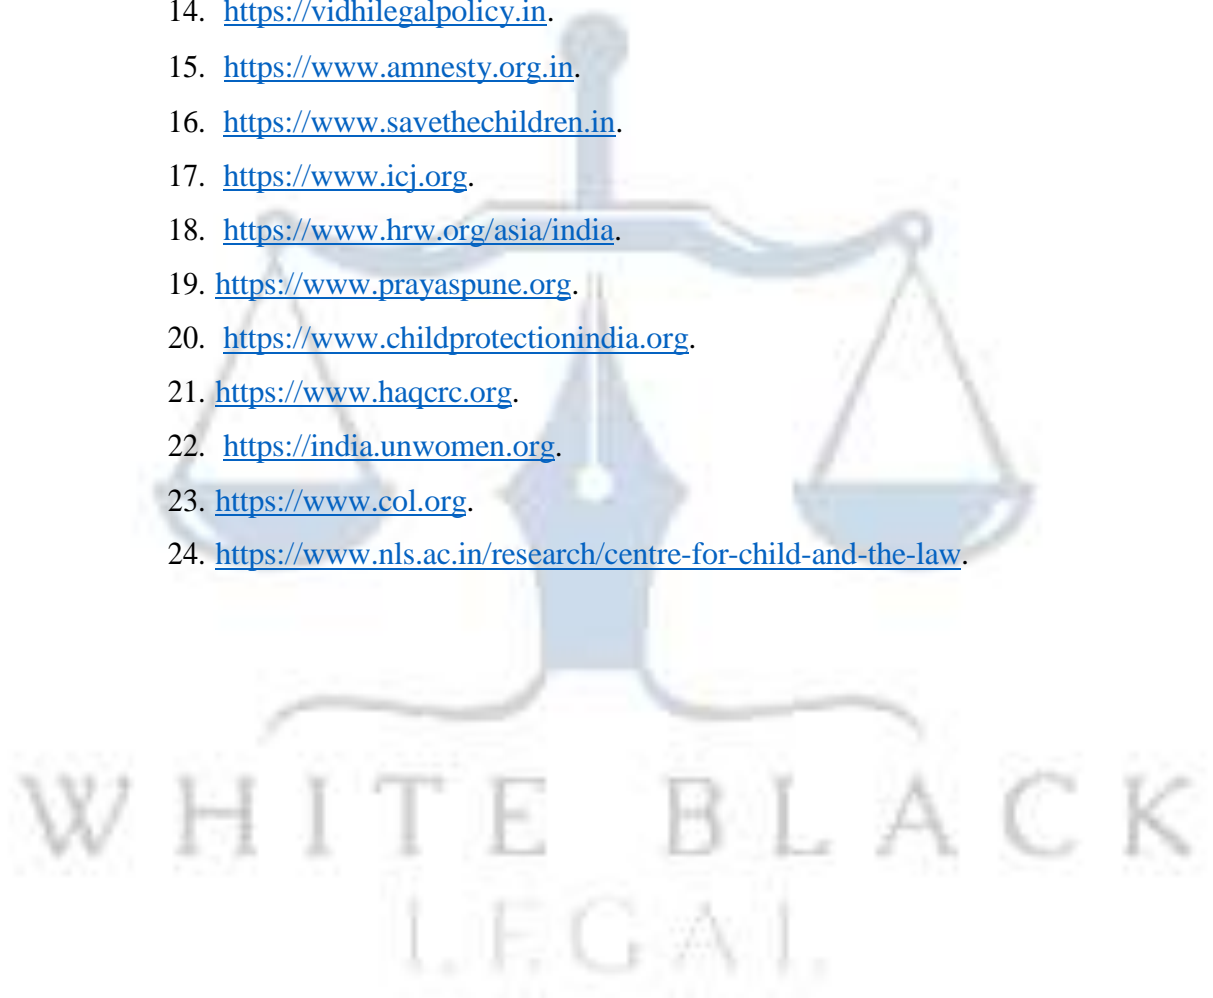 14. https://vidhilegalpolicy.in.
15. https://www.amnesty.org.in.
16. https://www.savethechildren.in.
17. https://www.icj.org.
18. https://www.hrw.org/asia/india.
19. https://www.prayaspune.org.
20. https://www.childprotectionindia.org.
21. https://www.haqcrc.org.
22. https://india.unwomen.org.
23. https://www.col.org.
24. https://www.nls.ac.in/research/centre-for-child-and-the-law.
WHITE BLACK
LEGAL